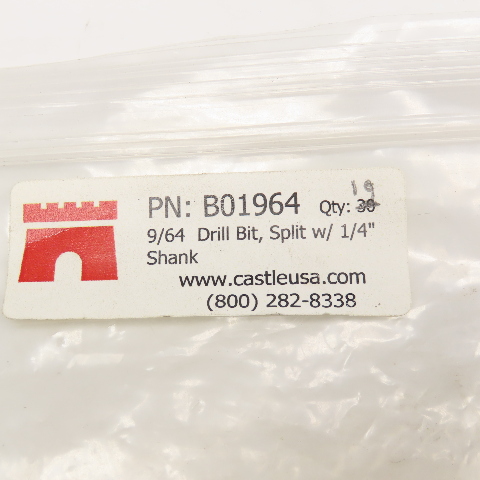 PN: B01964 Qty: 30 19
9/64 Drill Bit, Split w/ 1/4"
Shank
www.castleusa.com
(800) 282-8338